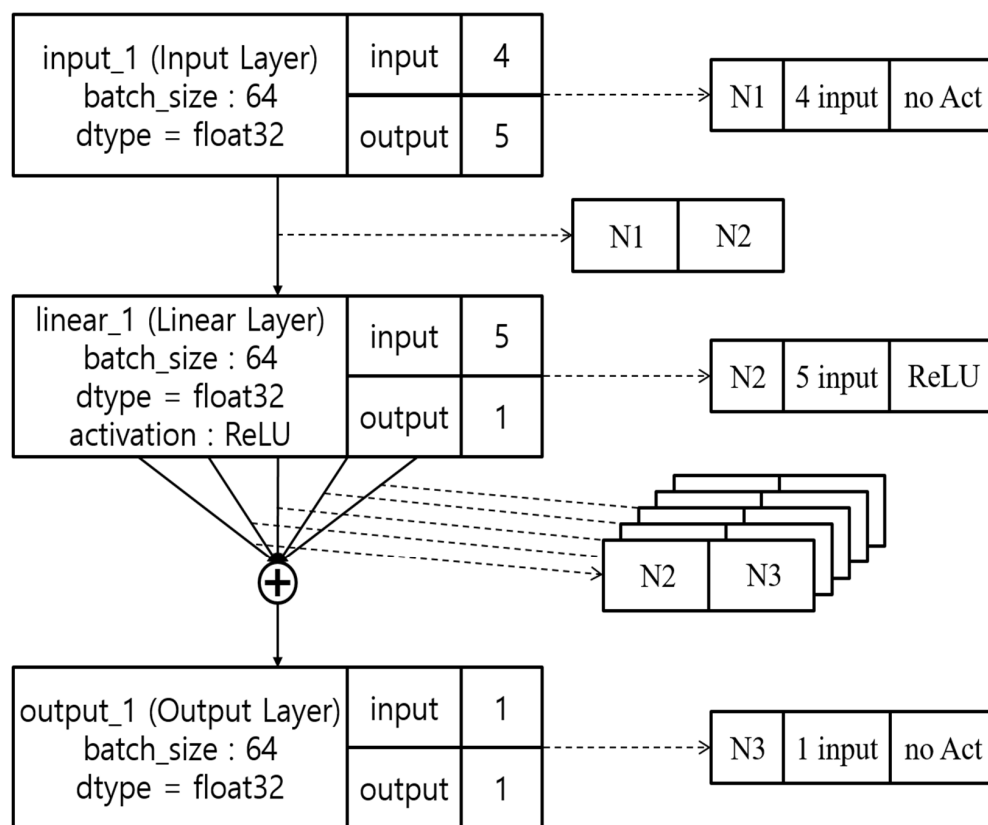 input_1 (Input Layer)
batch_size : 64
dtype = float32
input
4
output
5
N1
4 input
no Act
N1
N2
linear_1 (Linear Layer)
batch_size : 64
dtype = float32
activation : ReLU
input
5
output
1
N2
5 input
ReLU
N2
N3
output_1 (Output Layer)
batch_size : 64
dtype = float32
input
1
output
1
N3
1 input
no Act